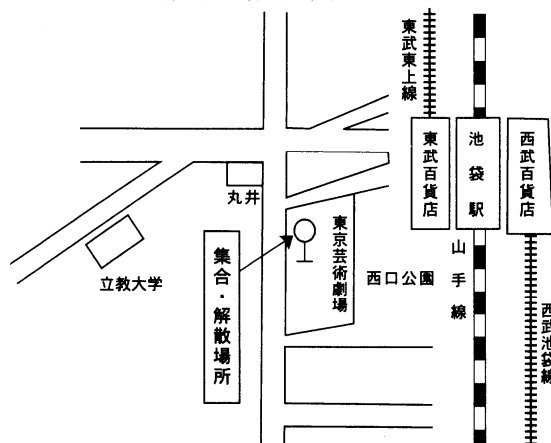 東武東上線
東武百貨店
池袋駅
西武百貨店
丸井
立教大学
集合・解散場所
東京芸術劇場
西口公園
山手線
西武池袋線